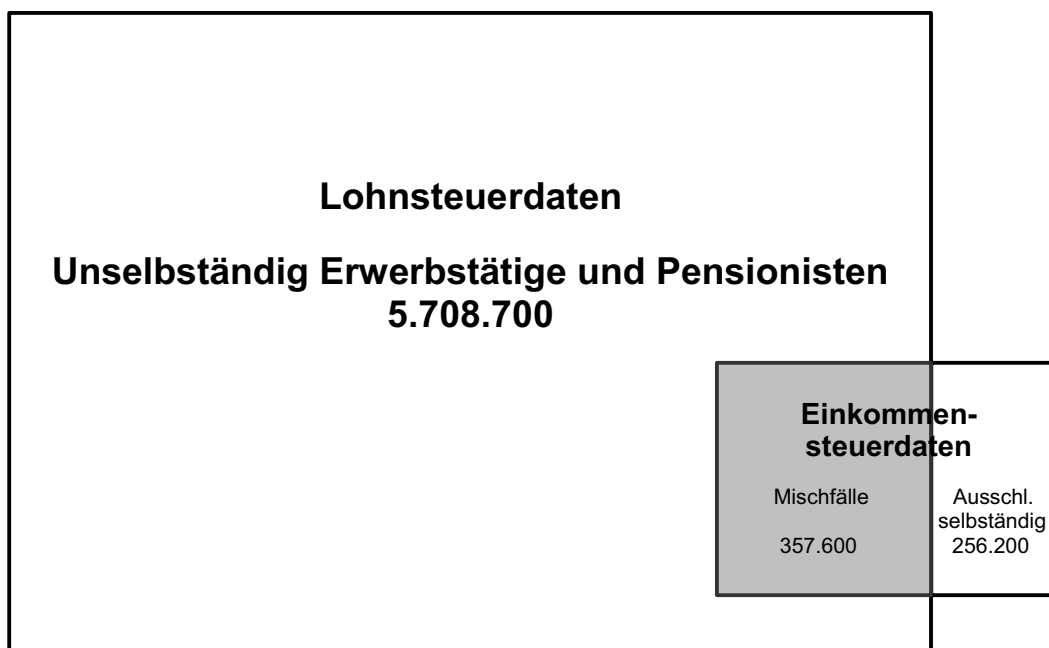 Lohnsteuerdaten
Unselbständig Erwerbstätige und Pensionisten
5.708.700
Einkommen-
steuerdaten
Mischfälle
357.600
Ausschl.
selbständig
256.200